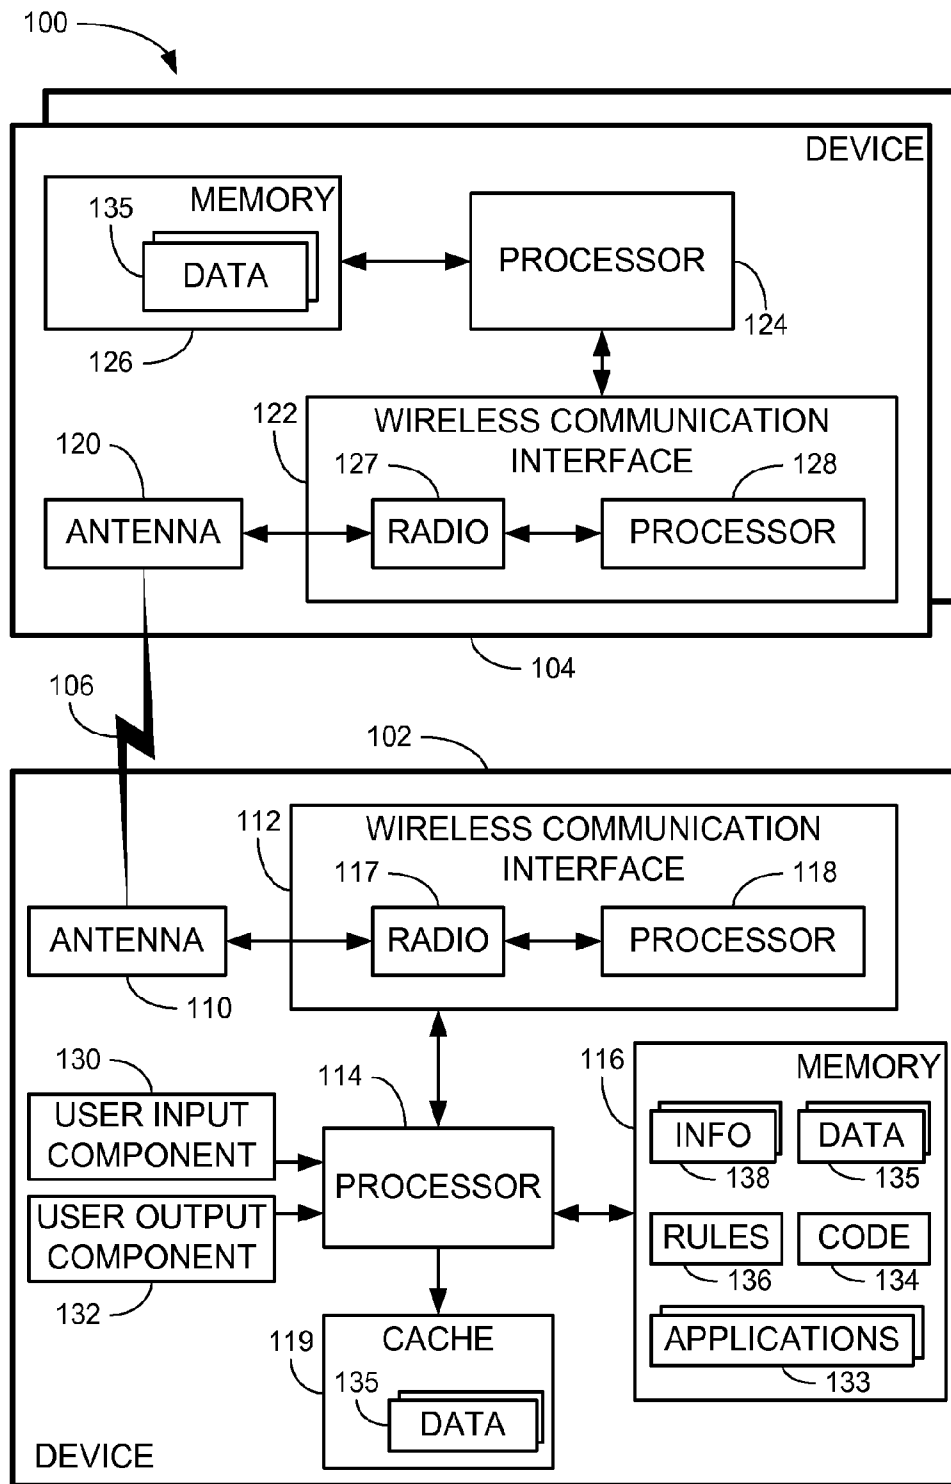 100
DEVICE
MEMORY
135
DATA
126
PROCESSOR
124
122
WIRELESS COMMUNICATION
INTERFACE
120
127
128
ANTENNA
RADIO
PROCESSOR
104
106
102
112
WIRELESS COMMUNICATION
INTERFACE
117
118
ANTENNA
RADIO
PROCESSOR
110
130
USER INPUT
COMPONENT
114
PROCESSOR
USER OUTPUT
COMPONENT
132
116
MEMORY
INFO
DATA
138
135
RULES
CODE
136
134
APPLICATIONS
133
119
CACHE
135
DATA
DEVICE